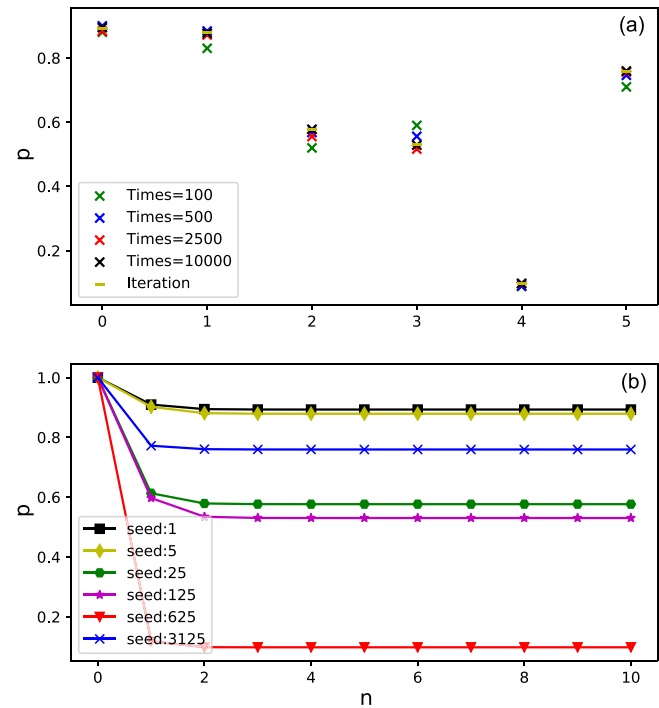 (a)
0.8
0.6
p
0.4
0.2
Times=100
Times=500
Times=2500
Times=10000
Iteration
0 1 2 3 4 5
(b)
1.0
0.8
0.6
p
0.4
0.2
seed:1
seed:5
seed:25
seed:125
seed:625
seed:3125
0 2 4 6 8 10
n